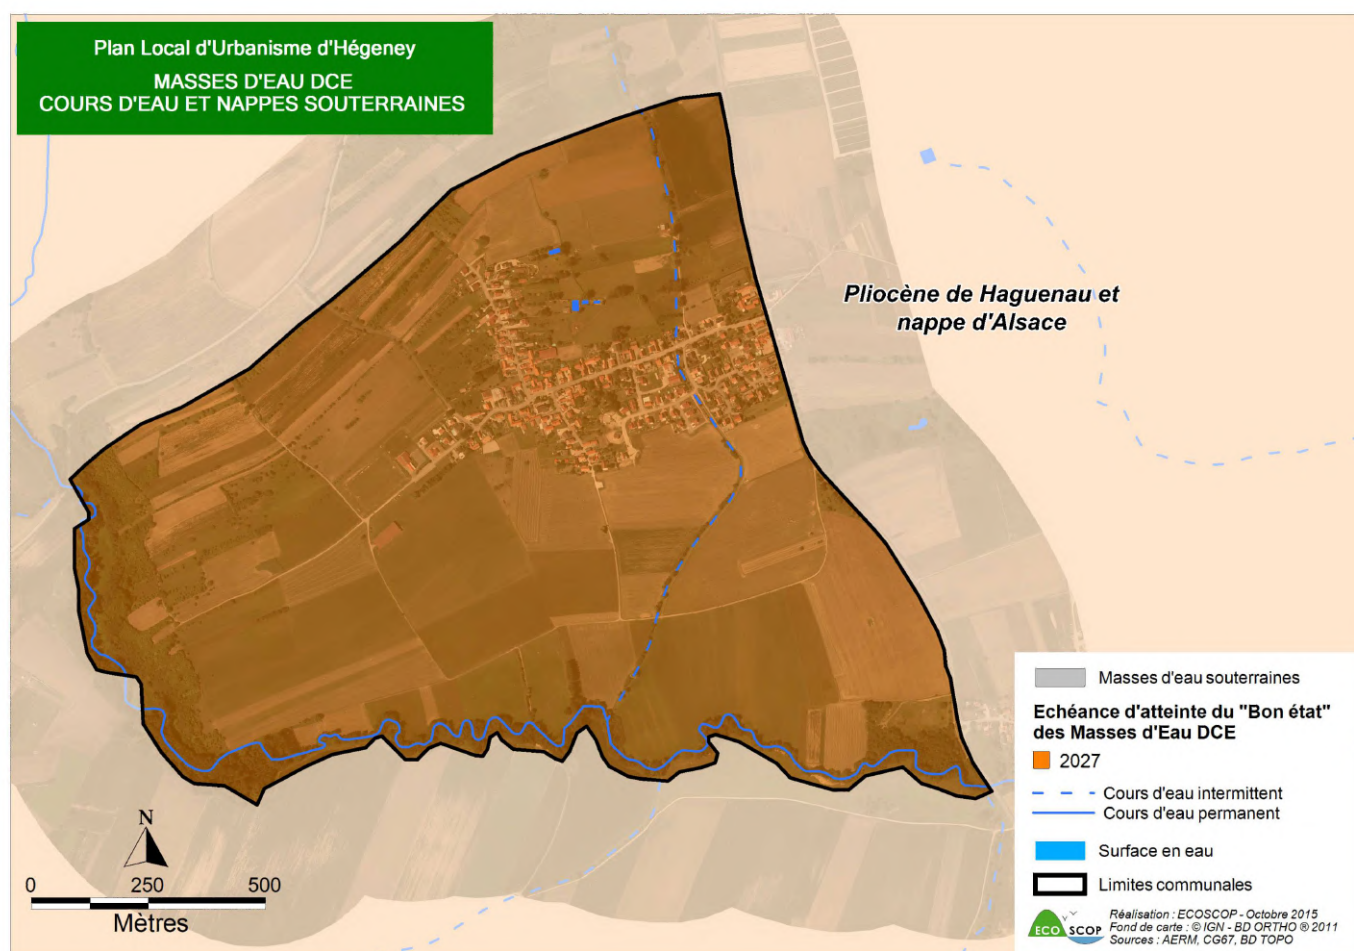 Plan Local d'Urbanisme d'Hégeney
MASSES D'EAU DCE
COURS D'EAU ET NAPPES SOUTERRAINES
Pliocène de Haguenau et
nappe d'Alsace
Masses d'eau souterraines
Echéance d'atteinte du "Bon état"
des Masses d'Eau DCE
2027
Cours d'eau intermittent
Cours d'eau permanent
Surface en eau
Limites communales
N
0 250 500
Mètres
ECO SCOP
Réalisation : ECOSCOP - Octobre 2015
Fond de carte : © IGN - BD ORTHO ® 2011
Sources : AERM, CG67, BD TOPO